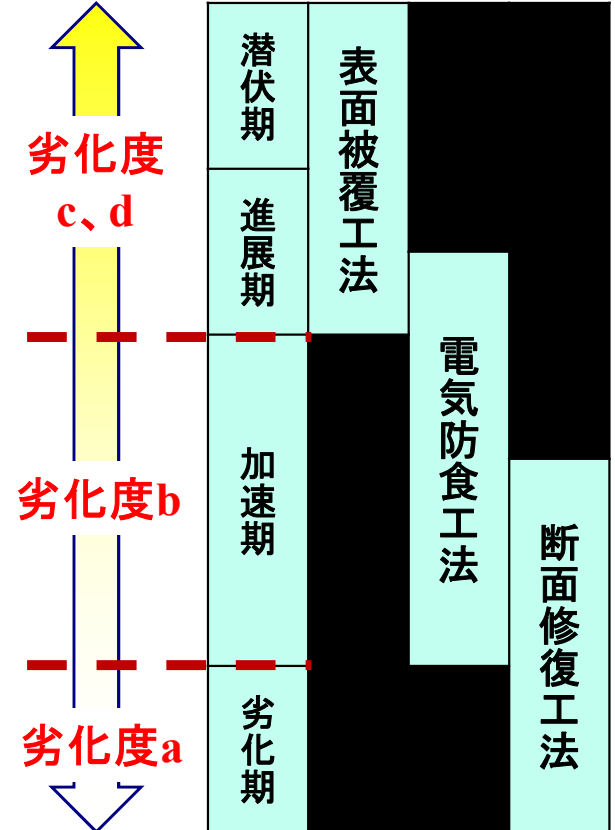 劣化度
c、d
劣化度b
劣化度a
潜伏期
進展期
加速期
劣化期
表面被覆工法
電気防食工法
断面修復工法